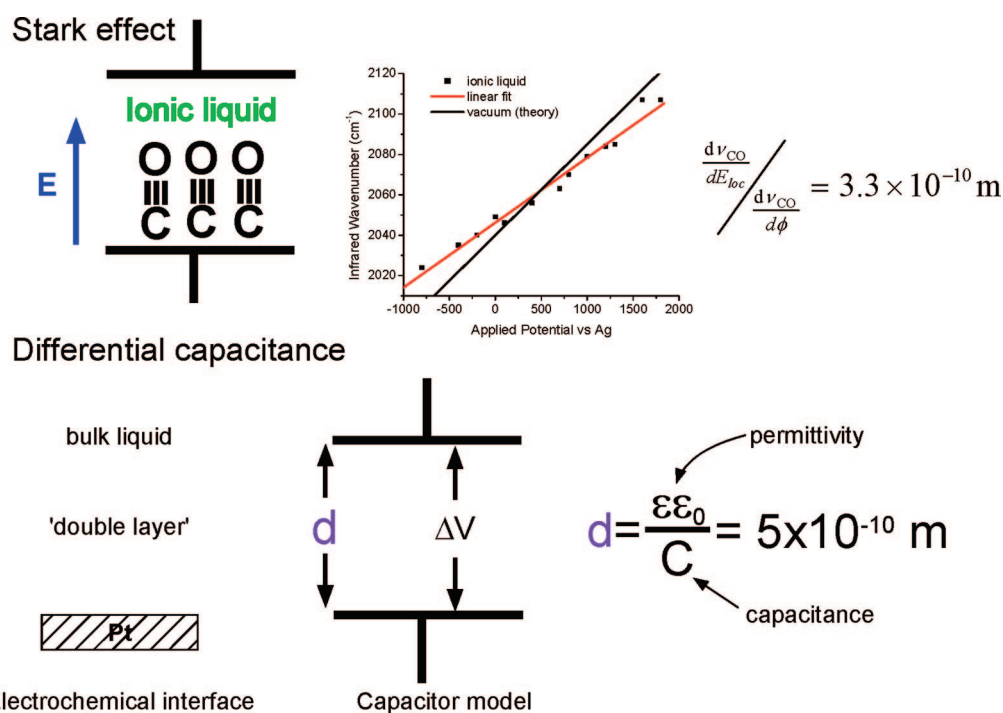 Stark effect
Ionic liquid
O O O
C C C
E
2120
2100
2080
2060
2040
2020
-1000 -500 0 500 1000 1500 2000
Infrared Wavenumber (cm⁻¹)
Applied Potential vs Ag
ionic liquid
linear fit
vacuum (theory)
dν_CO
dE_loc
dν_CO
dϕ
= 3.3 × 10⁻¹⁰ m
Differential capacitance
bulk liquid
'double layer'
Pt
lectrochemical interface
d
ΔV
Capacitor model
permittivity
d = εε₀ / C = 5x10⁻¹⁰ m
capacitance